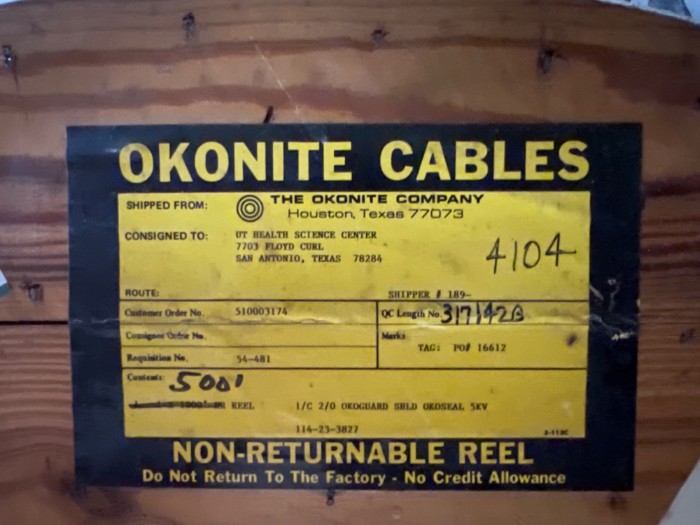 OKONITE CABLES
SHIPPED FROM: THE OKONITE COMPANY
Houston, Texas 77073
CONSIGNED TO: UT HEALTH SCIENCE CENTER
7703 FLOYD CURL
SAN ANTONIO, TEXAS 78284
4104
ROUTE: SHIPPER # 189-
Customer Order No. 510003174 QC Length No. 317142B
Consignee Order No. Marks
TAG: PO# 16612
Requisition No. 54-481
Contents: 500'
REEL 1/C 2/0 OKOGUARD SHLD OKOSEAL 5KV
114-23-3827
NON-RETURNABLE REEL
Do Not Return To The Factory - No Credit Allowance